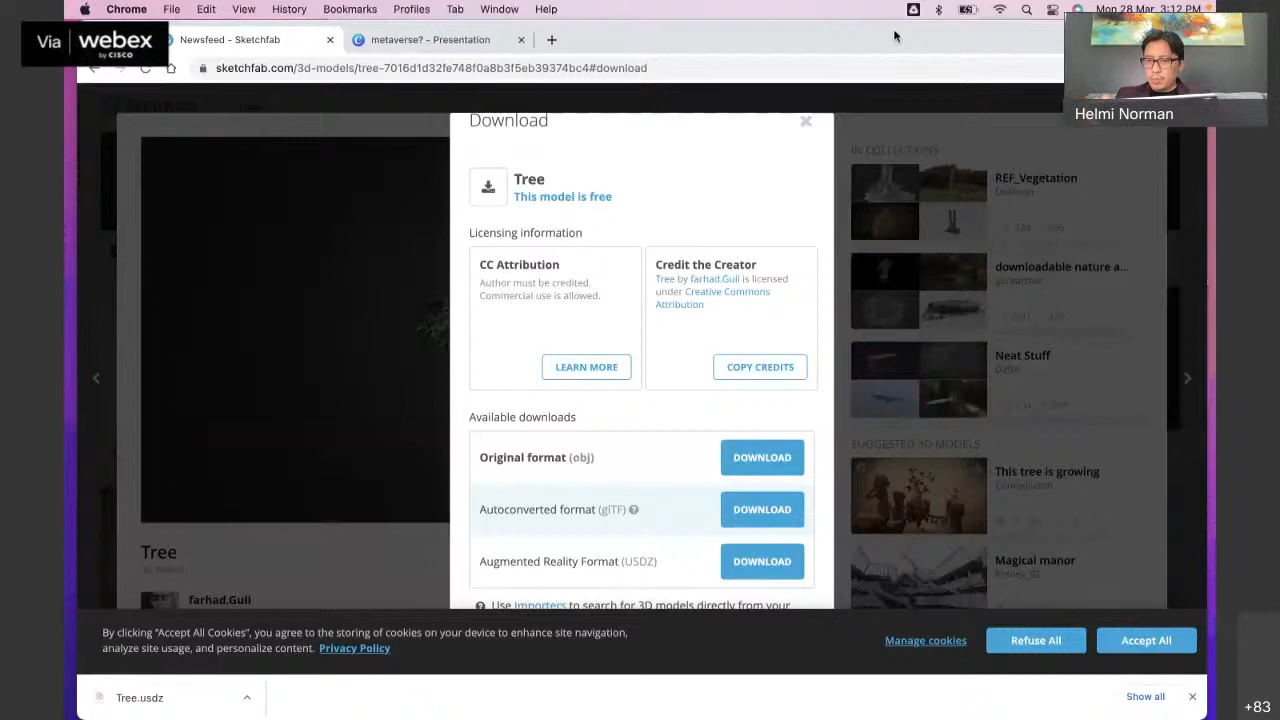 Chrome File Edit View History Bookmarks Profiles Tab Window Help Mon 28 Mar 3:12 PM
Via webex
by CISCO
Newsfeed - Sketchfab
metaverse? - Presentation
Helmi Norman
Download
Tree
This model is free
Licensing information
CC Attribution
Author must be credited.
Commercial use is allowed.
LEARN MORE
Credit the Creator
Tree by farhad.Guli is licensed
under Creative Commons
Attribution
COPY CREDITS
Available downloads
Original format (obj)
DOWNLOAD
Autoconverted format (glTF)
DOWNLOAD
Augmented Reality Format (USDZ)
DOWNLOAD
Use Importers to search for 3D models directly from your
IN COLLECTIONS
REF_Vegetation
downloadable nature a...
Neat Stuff
SUGGESTED 3D MODELS
This tree is growing
Magical manor
Tree
farhad.Guli
By clicking “Accept All Cookies”, you agree to the storing of cookies on your device to enhance site navigation,
analyze site usage, and personalize content. Privacy Policy
Manage cookies
Refuse All
Accept All
Tree.usdz
Show all
+83